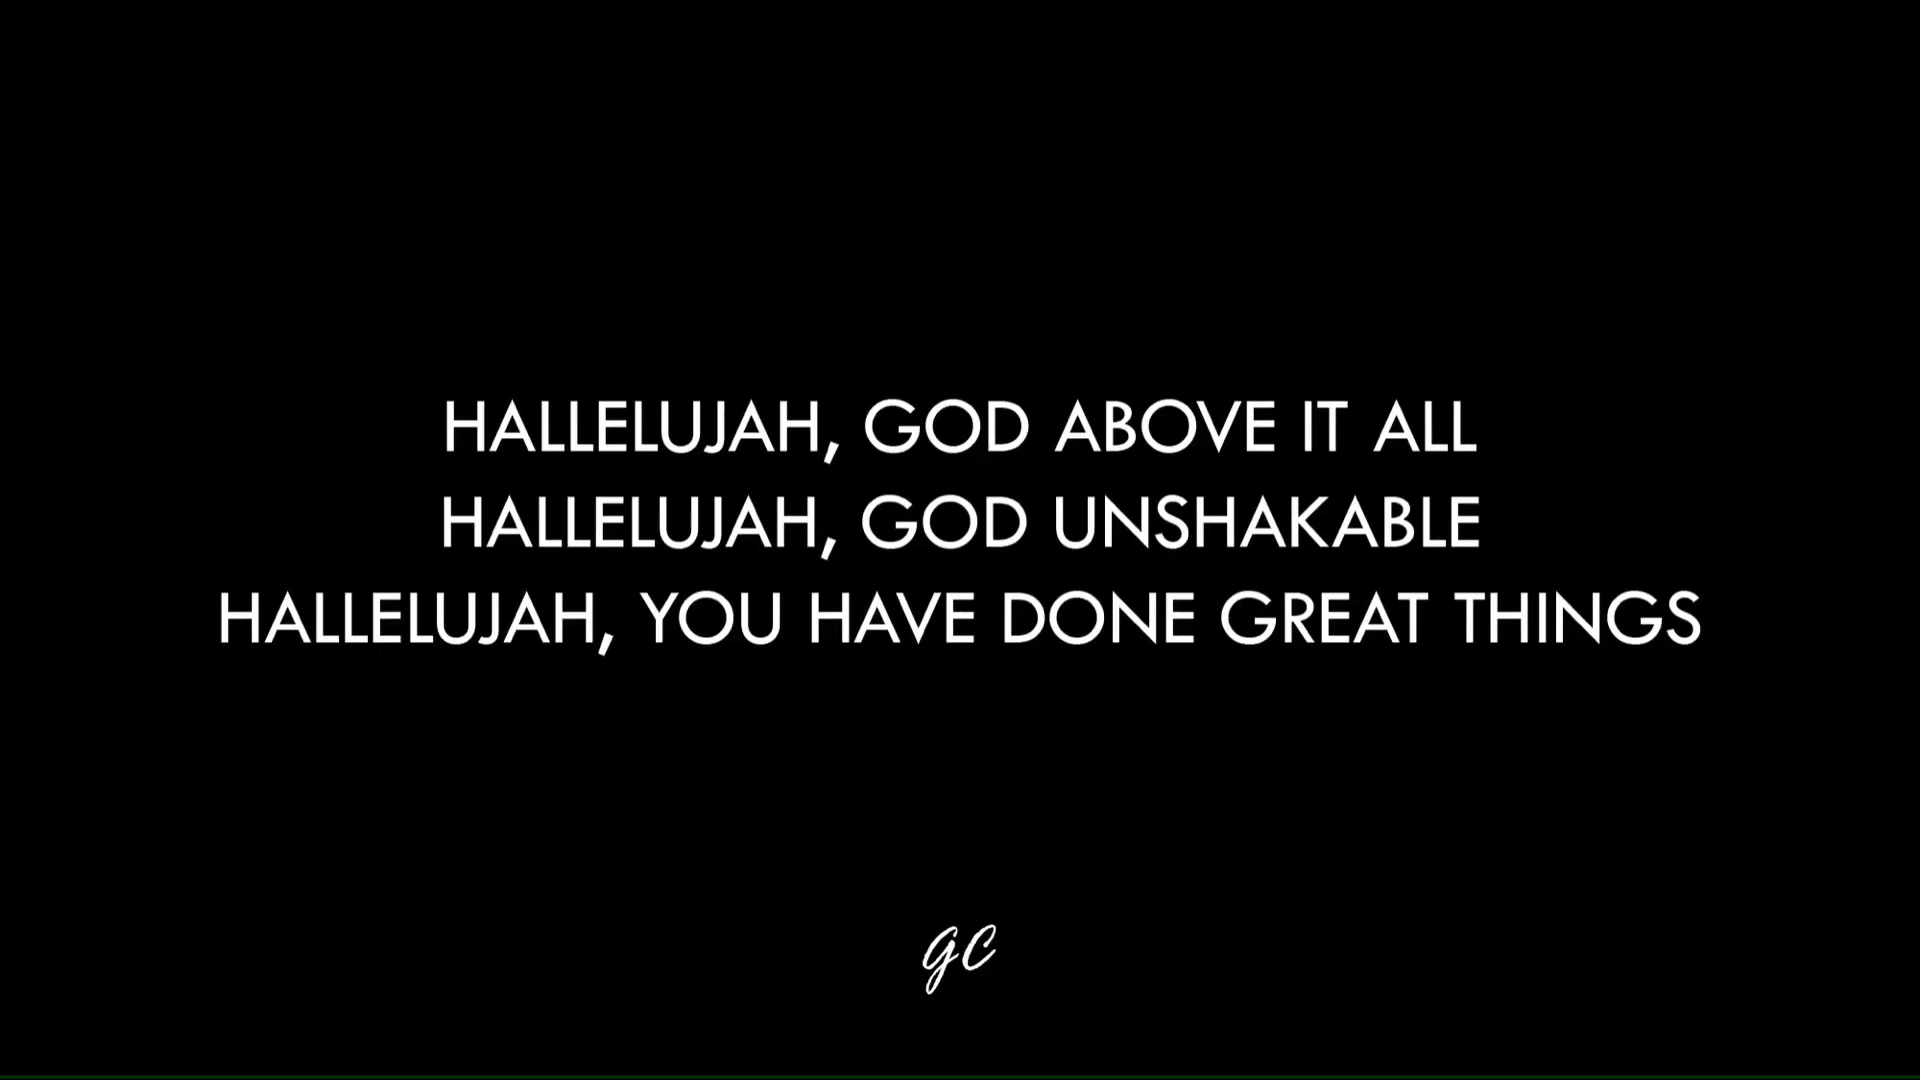 HALLELUJAH, GOD ABOVE IT ALL
HALLELUJAH, GOD UNSHAKABLE
HALLELUJAH, YOU HAVE DONE GREAT THINGS
gc